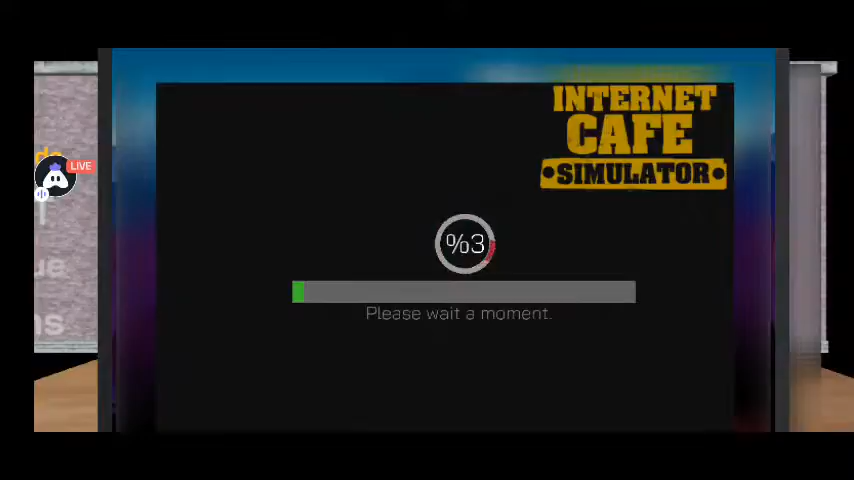 INTERNET
CAFE
•SIMULATOR•
LIVE
%3
Please wait a moment.